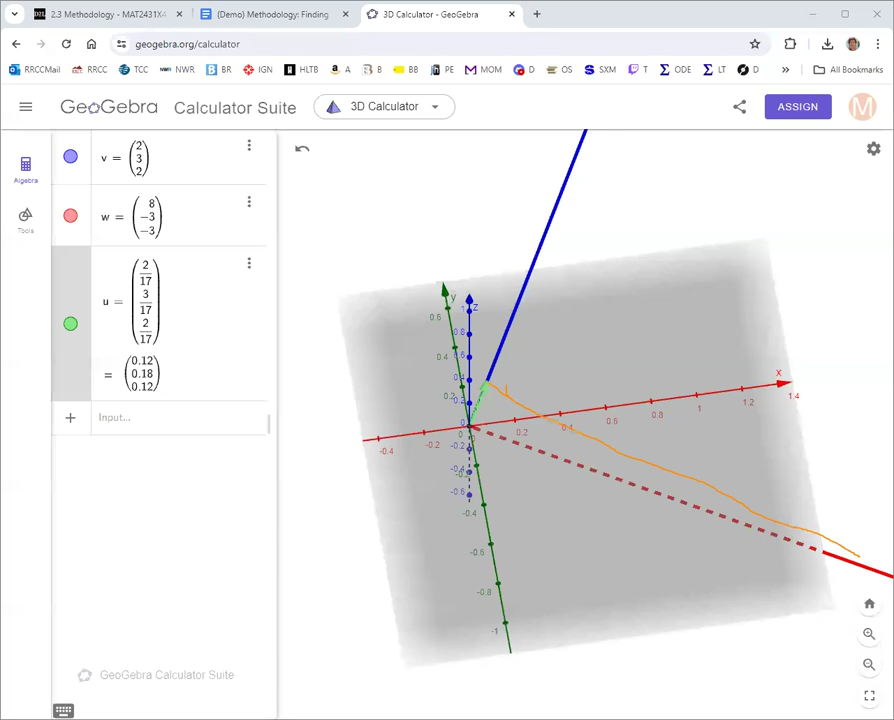 2.3 Methodology - MAT2431X4
(Demo) Methodology: Finding
3D Calculator - GeoGebra
geogebra.org/calculator
RRCCMail
RRCC
TCC
NWR
BR
IGN
HLTB
A
B
BB
PE
MOM
D
OS
SXM
T
ODE
LT
D
All Bookmarks
GeoGebra
Calculator Suite
3D Calculator
ASSIGN
M
Algebra
Tools
v = (2 3 2)
w = (8 −3 −3)
u = (2/17 3/17 2/17)
= (0.12 0.18 0.12)
Input...
GeoGebra Calculator Suite
y
z
x
1
0.8
0.6
0.4
0.2
0
-0.2
-0.4
-0.6
0.6
0.4
0.2
0
-0.4
-0.6
-0.8
-1
-0.4
-0.2
0.2
0.4
0.6
0.8
1
1.2
1.4